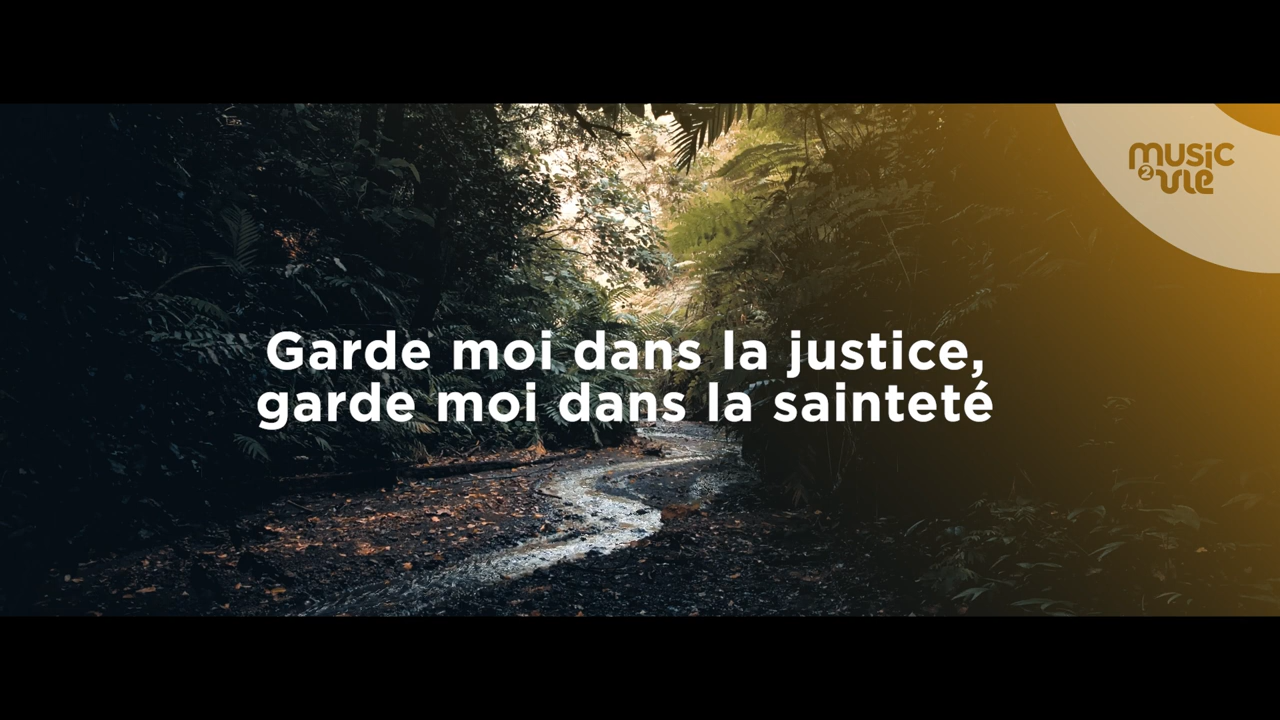 music
2 vie
Garde moi dans la justice,
garde moi dans la sainteté